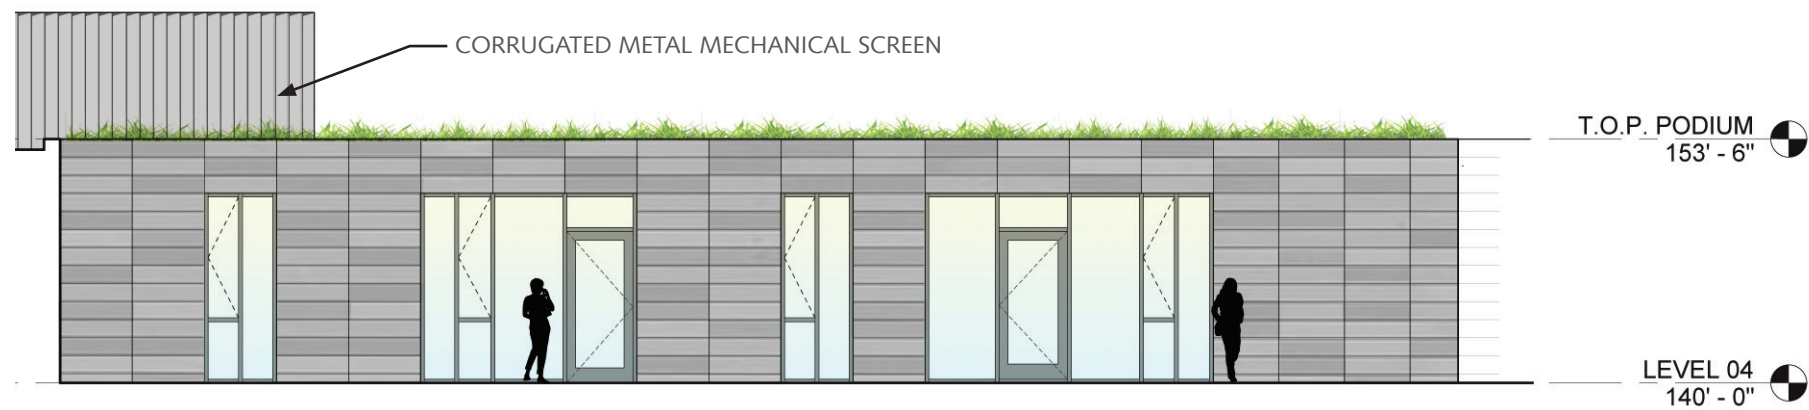 CORRUGATED METAL MECHANICAL SCREEN
T.O.P. PODIUM
153' - 6"
LEVEL 04
140' - 0"